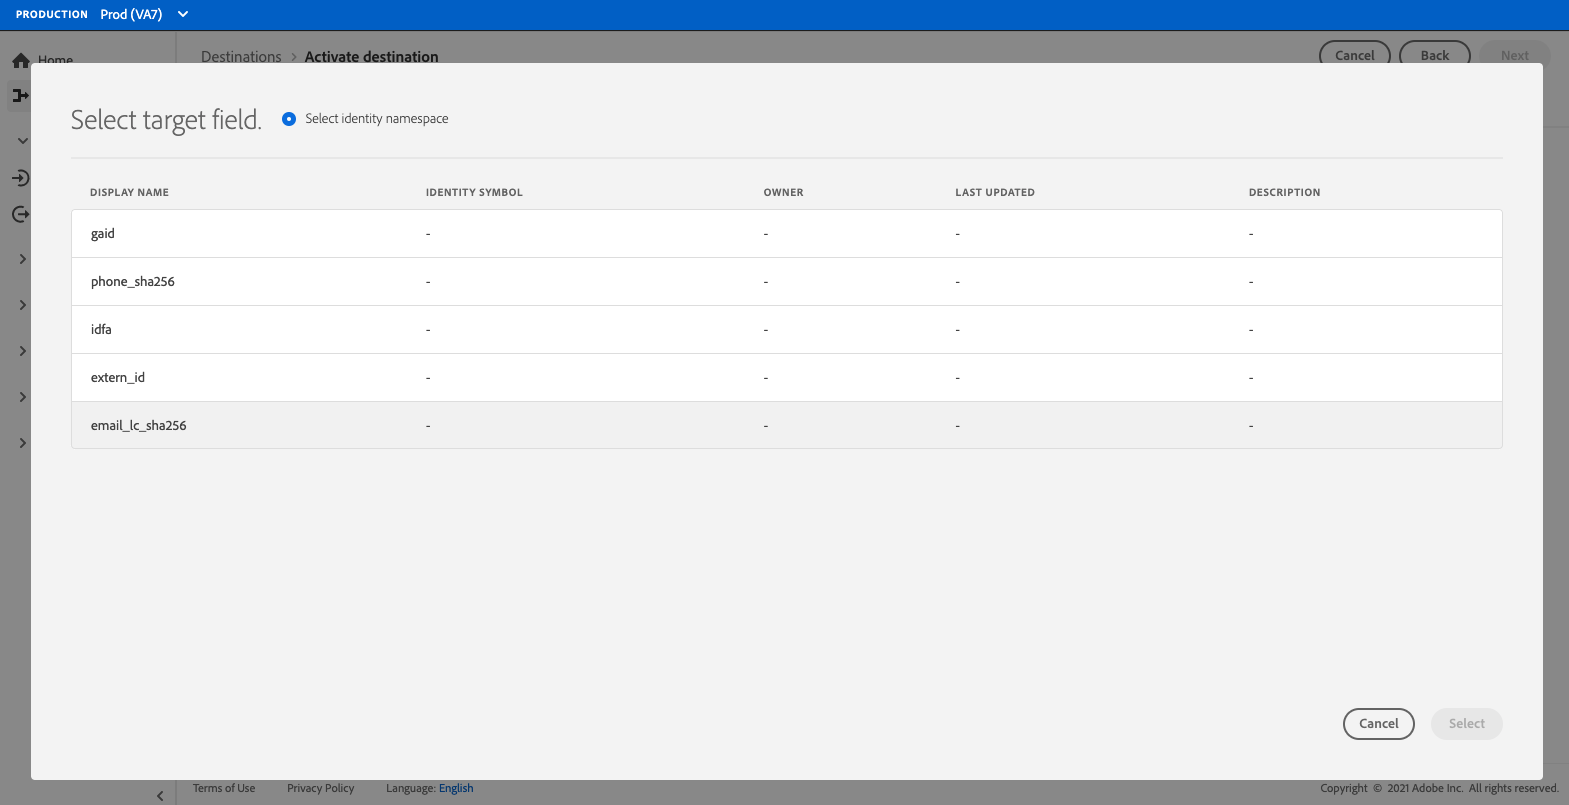 PRODUCTION Prod (VA7)
Home
Destinations > Activate destination
Cancel Back Next
Select target field. Select identity namespace
DISPLAY NAME IDENTITY SYMBOL OWNER LAST UPDATED DESCRIPTION
gaid - - - -
phone_sha256 - - - -
idfa - - - -
extern_id - - - -
email_lc_sha256 - - - -
Cancel Select
Terms of Use Privacy Policy Language: English Copyright © 2021 Adobe Inc. All rights reserved.